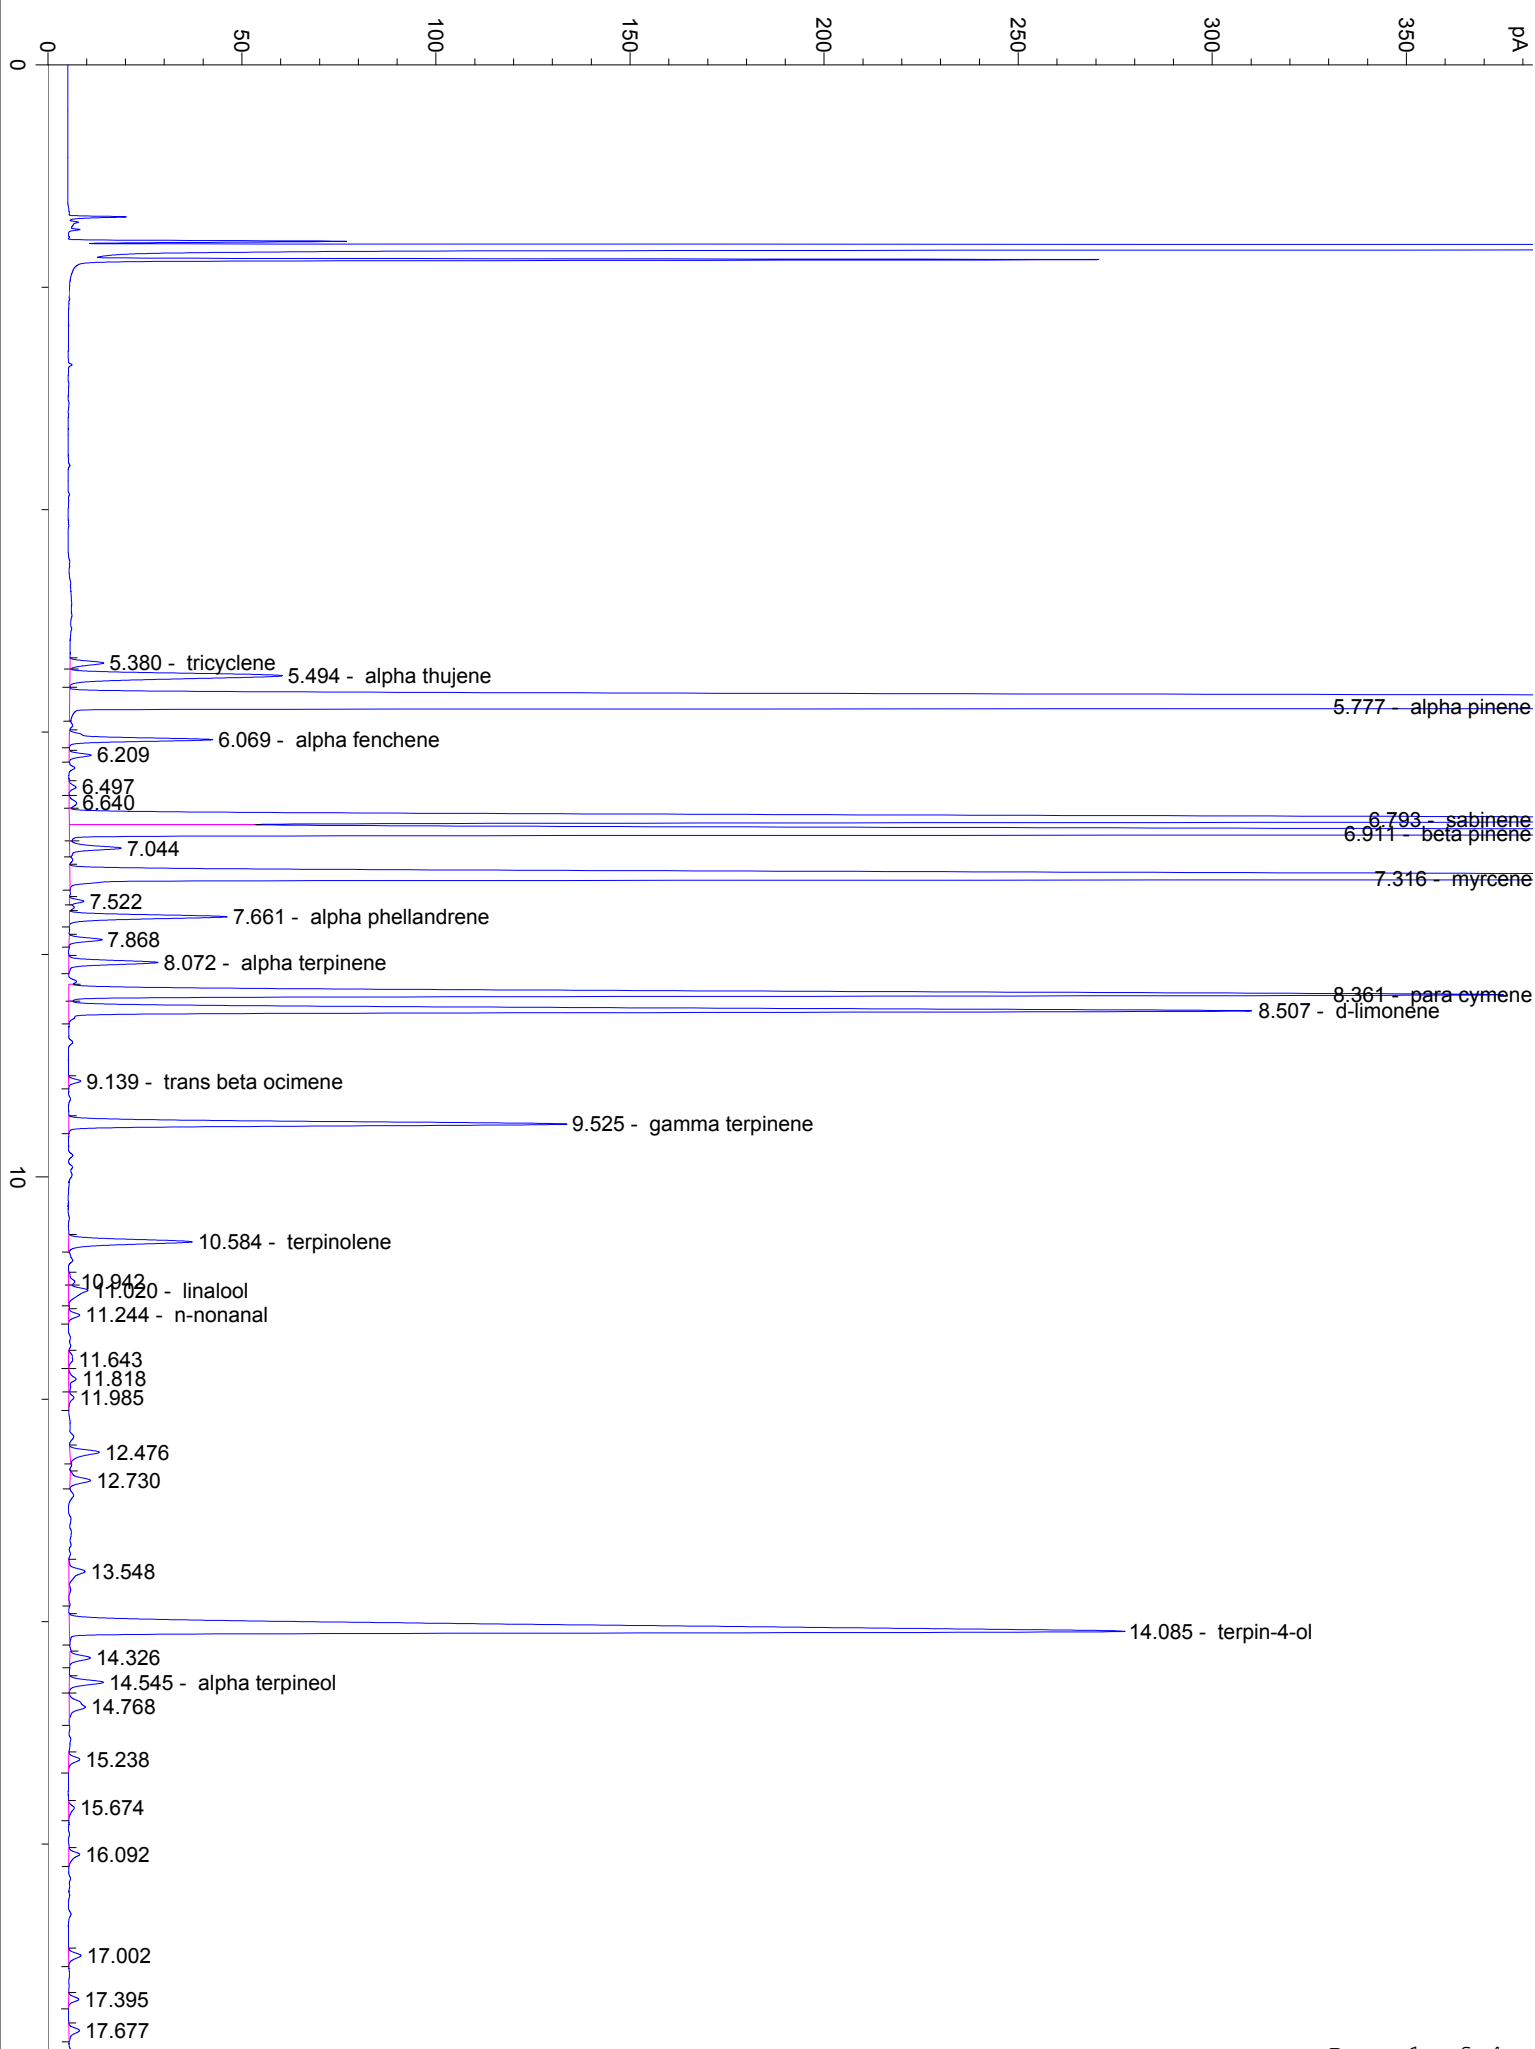 pA
0
50
100
150
200
250
300
350
0
5.380 - tricyclene
5.494 - alpha thujene
5.777 - alpha pinene
6.069 - alpha fenchene
6.209
6.497
6.640
6.793 - sabinene
6.911 - beta pinene
7.044
7.316 - myrcene
7.522
7.661 - alpha phellandrene
7.868
8.072 - alpha terpinene
8.361 - para cymene
8.507 - d-limonene
9.139 - trans beta ocimene
9.525 - gamma terpinene
10
10.584 - terpinolene
10.942
11.020 - linalool
11.244 - n-nonanal
11.643
11.818
11.985
12.476
12.730
13.548
14.085 - terpin-4-ol
14.326
14.545 - alpha terpineol
14.768
15.238
15.674
16.092
17.002
17.395
17.677